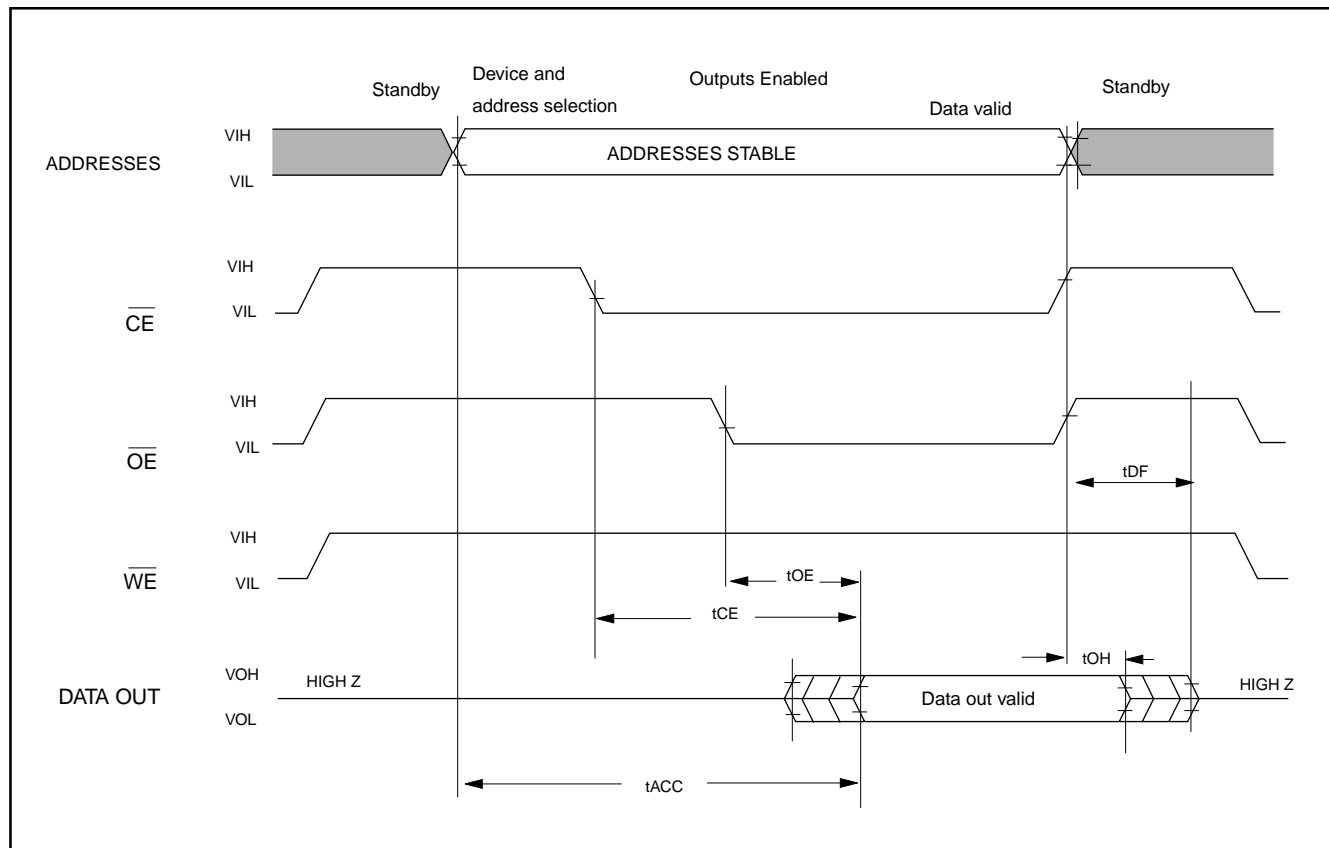 Standby
Device and
address selection
Outputs Enabled
Data valid
Standby
ADDRESSES
VIH
VIL
ADDRESSES STABLE
CE
VIH
VIL
OE
VIH
VIL
tDF
WE
VIH
VIL
tOE
tCE
tOH
DATA OUT
VOH
VOL
HIGH Z
Data out valid
HIGH Z
tACC